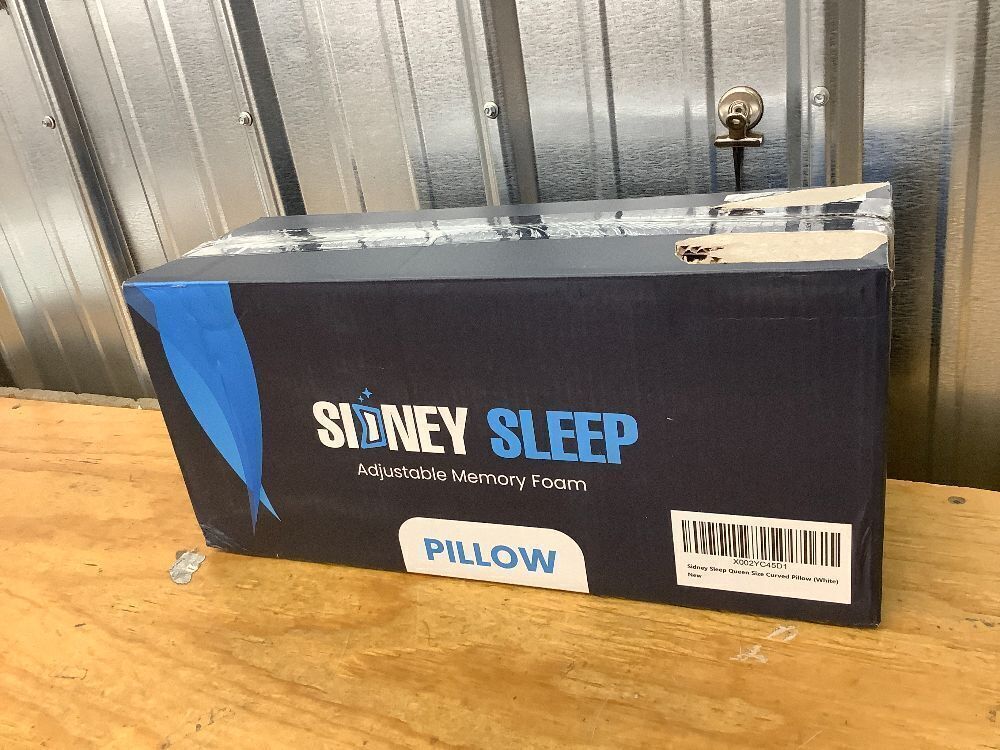 SIDNEY SLEEP
Adjustable Memory Foam
PILLOW
X002YC45D1
Sidney Sleep Queen Size Curved Pillow (White)
New